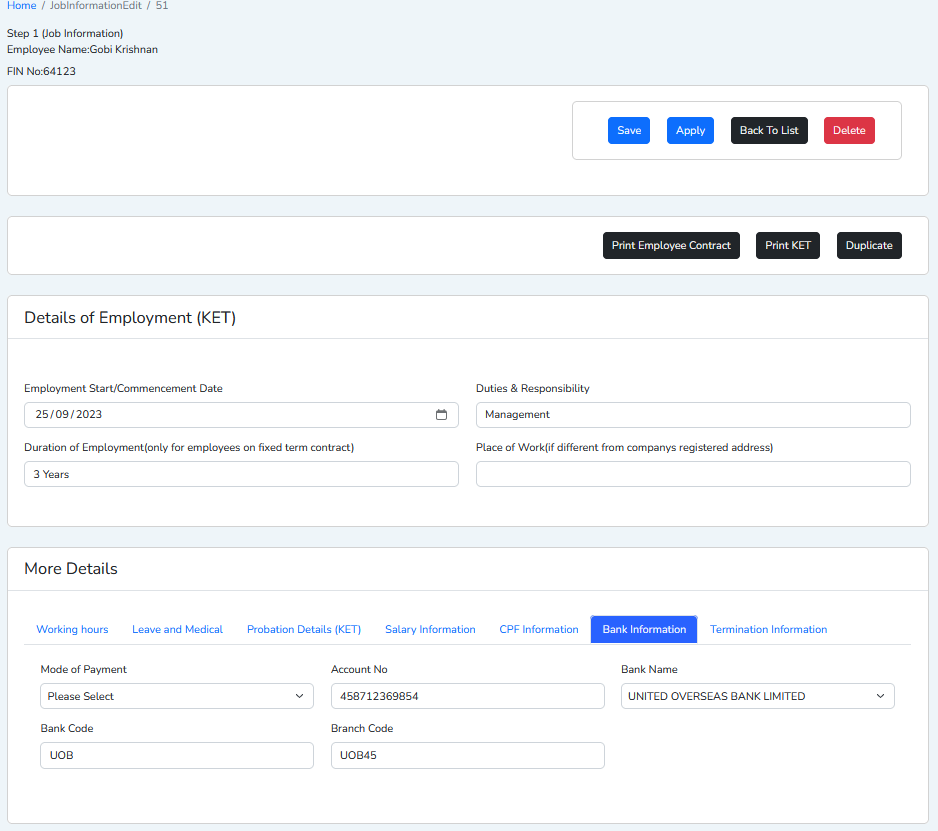 Home / JobInformationEdit / 51
Step 1 (Job Information)
Employee Name:Gobi Krishnan
FIN No:64123
Save Apply Back To List Delete
Print Employee Contract Print KET Duplicate
Details of Employment (KET)
Employment Start/Commencement Date Duties & Responsibility
25/09/2023 Management
Duration of Employment(only for employees on fixed term contract) Place of Work(if different from companys registered address)
3 Years
More Details
Working hours Leave and Medical Probation Details (KET) Salary Information CPF Information Bank Information Termination Information
Mode of Payment Account No Bank Name
Please Select 458712369854 UNITED OVERSEAS BANK LIMITED
Bank Code Branch Code
UOB UOB45